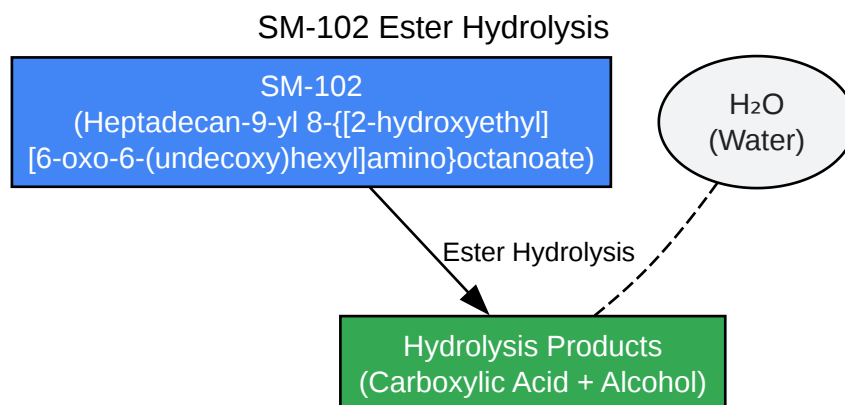 SM-102 Ester Hydrolysis
SM-102
(Heptadecan-9-yl 8-{[2-hydroxyethyl]
[6-oxo-6-(undecoxy)hexyl]amino}octanoate)
H₂O
(Water)
Ester Hydrolysis
Hydrolysis Products
(Carboxylic Acid + Alcohol)